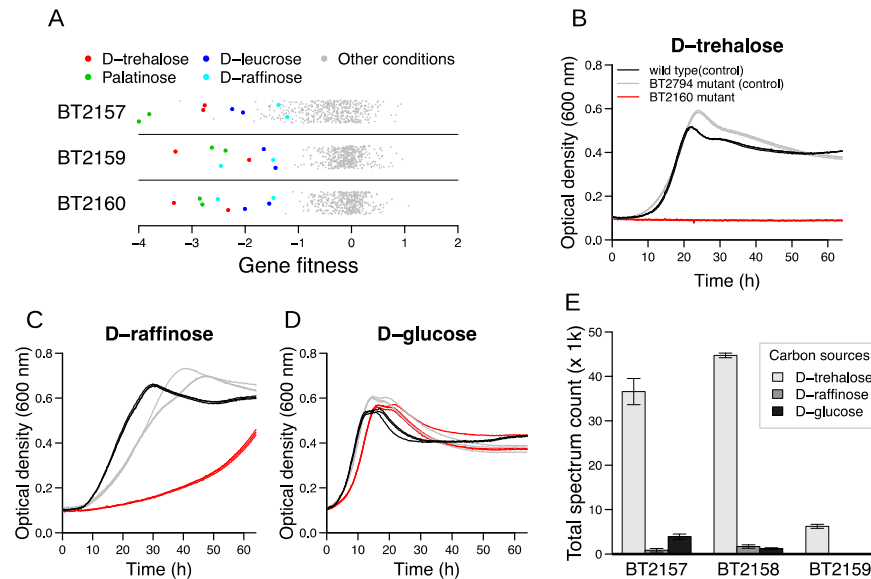 A
D−trehalose
D−leucrose
Other conditions
Palatinose
D−raffinose
BT2157
BT2159
BT2160
−4
−3
−2
−1
0
1
2
Gene fitness
B
D−trehalose
wild type(control)
BT2794 mutant (control)
BT2160 mutant
Optical density (600 nm)
0.8
0.6
0.4
0.2
0.0
0
10
20
30
40
50
60
Time (h)
C
D−raffinose
Optical density (600 nm)
0.8
0.6
0.4
0.2
0.0
0
10
20
30
40
50
60
Time (h)
D
D−glucose
Optical density (600 nm)
0.8
0.6
0.4
0.2
0.0
0
10
20
30
40
50
60
Time (h)
E
Total spectrum count (x 1k)
50
40
30
20
10
0
Carbon sources
D−trehalose
D−raffinose
D−glucose
BT2157
BT2158
BT2159